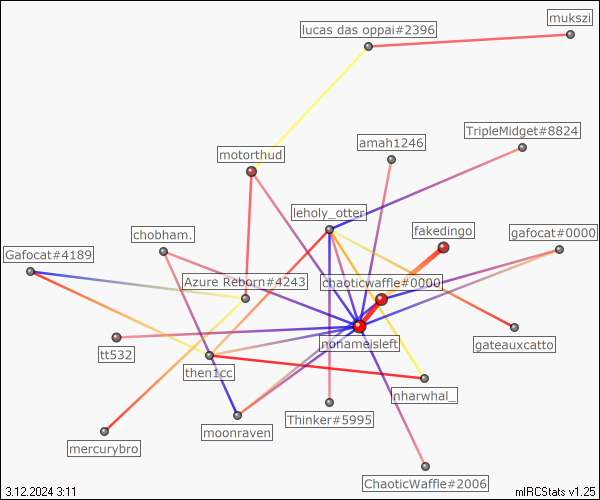 lucas das oppai#2396
mukszi
TripleMidget#8824
amah1246
motorthud
leholy_otter
fakedingo
gafocat#0000
chobham.
Gafocat#4189
Azure Reborn#4243
chaoticwaffle#0000
nonamesleft
gateauxcatto
tt532
then1cc
nharwhal_
Thinker#5995
moonraven
mercurybro
ChaoticWaffle#2006
3.12.2024 3:11
mIRCStats v1.25